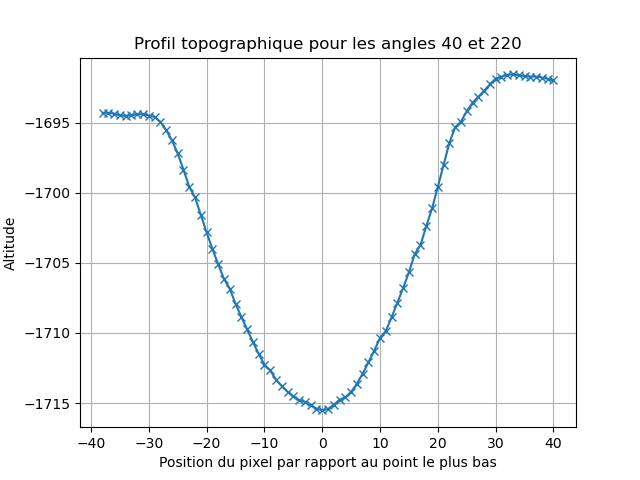 Profil topographique pour les angles 40 et 220
Altitude
−1695
−1700
−1705
−1710
−1715
−40 −30 −20 −10 0 10 20 30 40
Position du pixel par rapport au point le plus bas